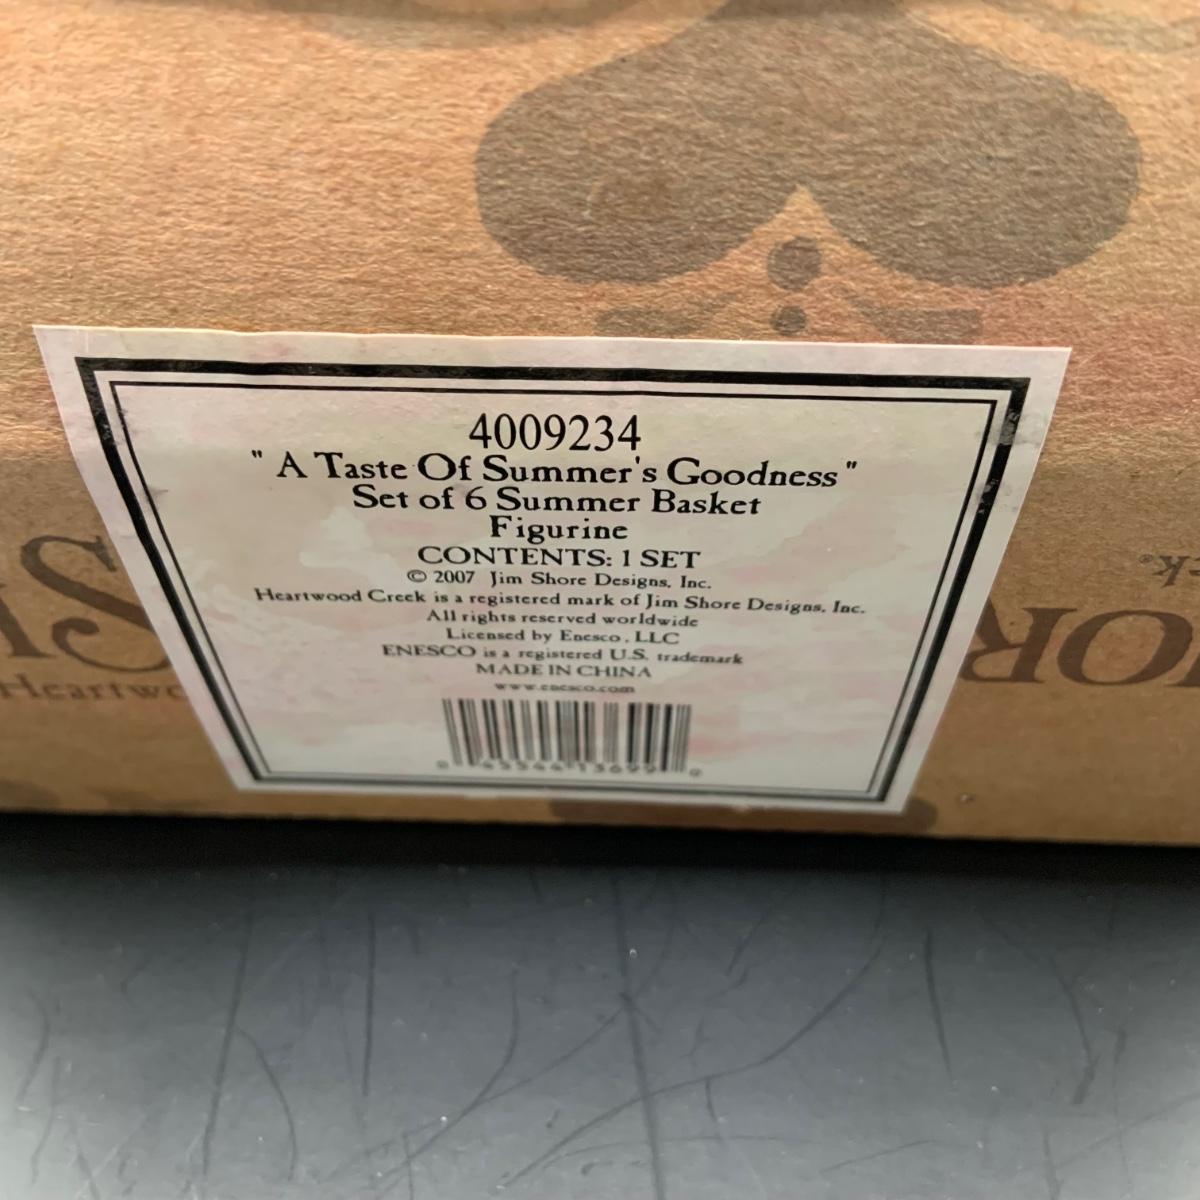 4009234
" A Taste Of Summer's Goodness "
Set of 6 Summer Basket
Figurine
CONTENTS: 1 SET
© 2007 Jim Shore Designs, Inc.
Heartwood Creek is a registered mark of Jim Shore Designs, Inc.
All rights reserved worldwide
Licensed by Enesco, LLC
ENESCO is a registered U.S. trademark
MADE IN CHINA
www.enesco.com